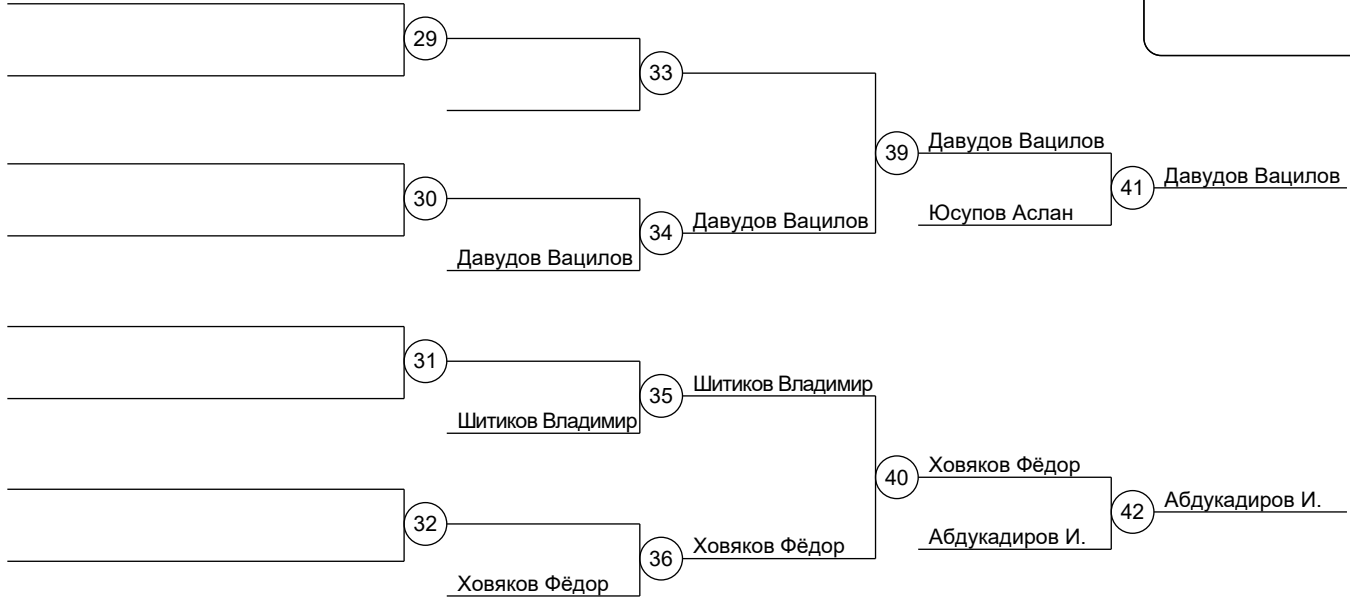 29
33
39
Давудов Вацилов
41
Давудов Вацилов
30
Юсупов Аслан
34
Давудов Вацилов
Давудов Вацилов
31
35
Шитиков Владимир
Шитиков Владимир
40
Ховяков Фёдор
42
Абдукадиров И.
32
Абдукадиров И.
36
Ховяков Фёдор
Ховяков Фёдор